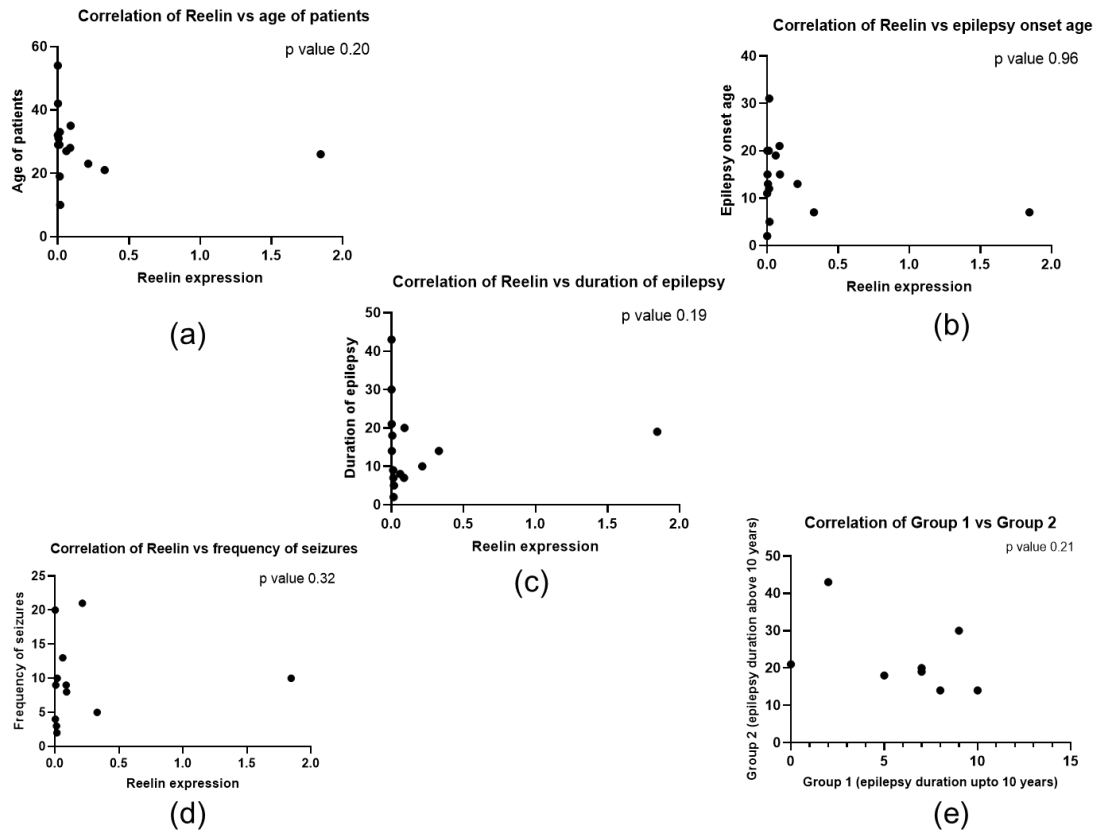 Correlation of Reelin vs age of patients
p value 0.20
60
40
20
0
Age of patients
0.0 0.5 1.0 1.5 2.0
Reelin expression
(a)
Correlation of Reelin vs epilepsy onset age
p value 0.96
40
30
20
10
0
Epilepsy onset age
0.0 0.5 1.0 1.5 2.0
Reelin expression
(b)
Correlation of Reelin vs duration of epilepsy
p value 0.19
50
40
30
20
10
0
Duration of epilepsy
0.0 0.5 1.0 1.5 2.0
Reelin expression
(c)
Correlation of Reelin vs frequency of seizures
p value 0.32
25
20
15
10
5
0
Frequency of seizures
0.0 0.5 1.0 1.5 2.0
Reelin expression
(d)
Correlation of Group 1 vs Group 2
p value 0.21
50
40
30
20
10
0
Group 2 (epilepsy duration above 10 years)
0 5 10 15
Group 1 (epilepsy duration upto 10 years)
(e)